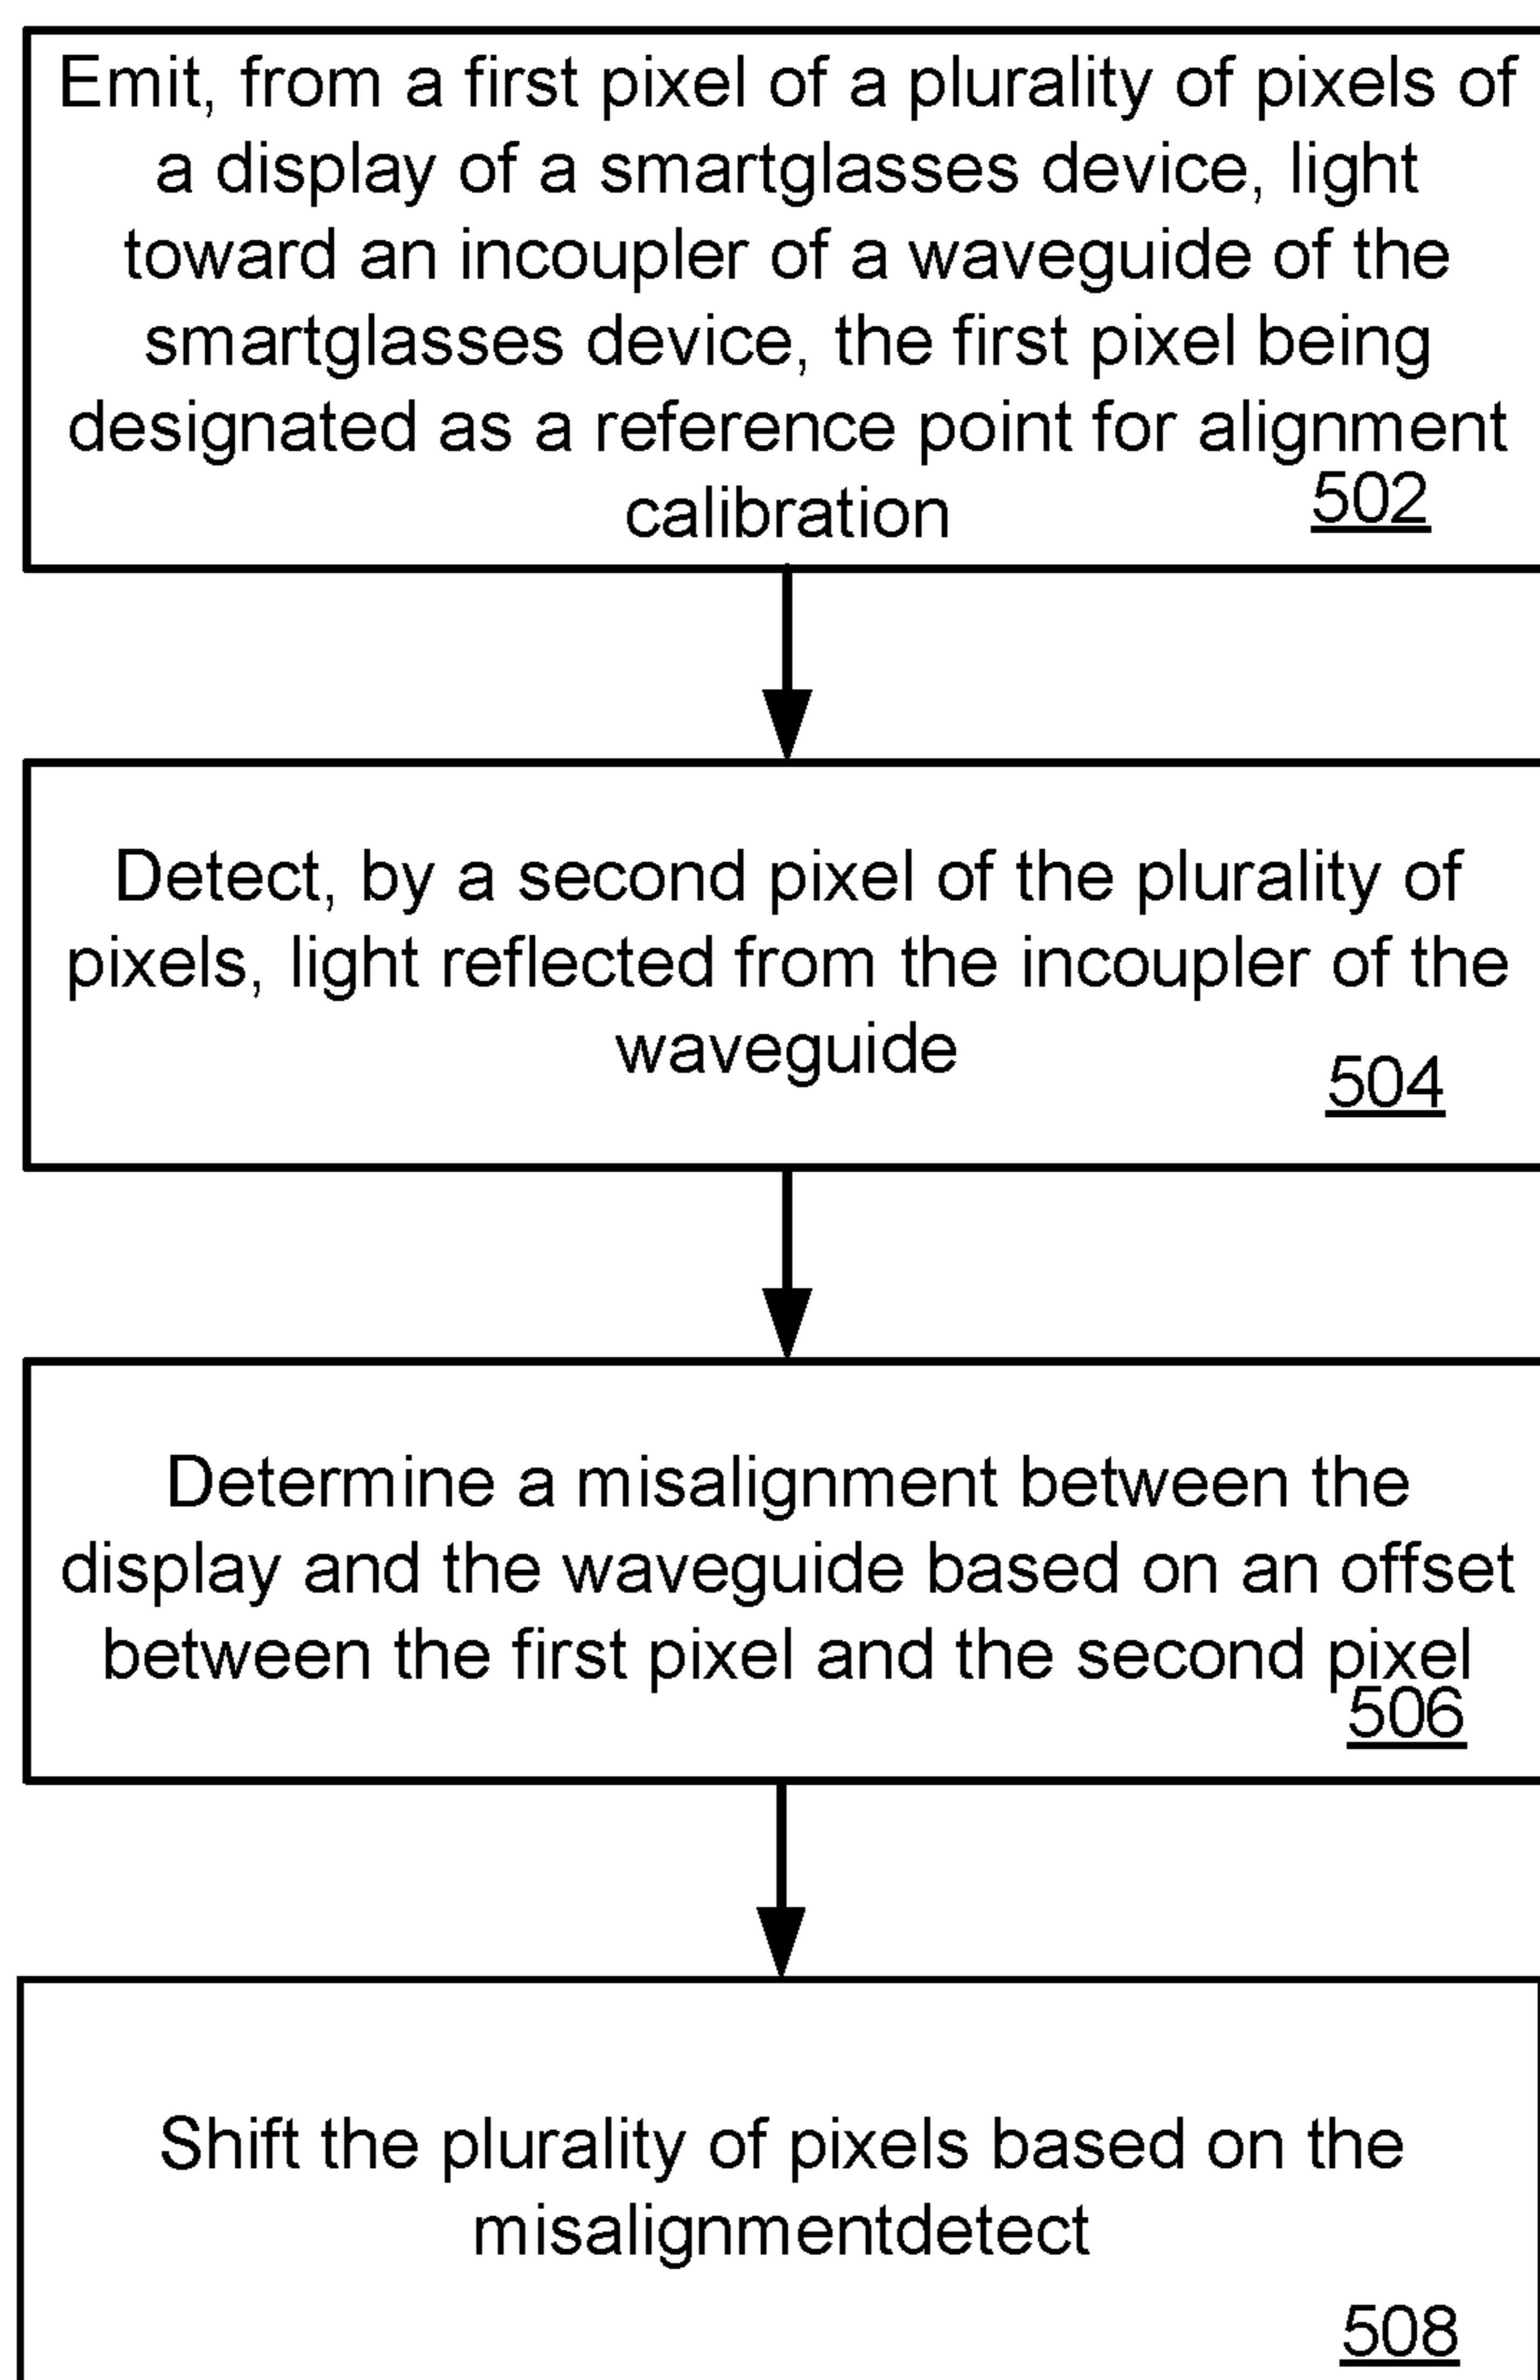 Emit, from a first pixel of a plurality of pixels of
a display of a smartglasses device, light
toward an incoupler of a waveguide of the
smartglasses device, the first pixel being
designated as a reference point for alignment
calibration
502
Detect, by a second pixel of the plurality of
pixels, light reflected from the incoupler of the
waveguide
504
Determine a misalignment between the
display and the waveguide based on an offset
between the first pixel and the second pixel
506
Shift the plurality of pixels based on the
misalignmentdetect
508